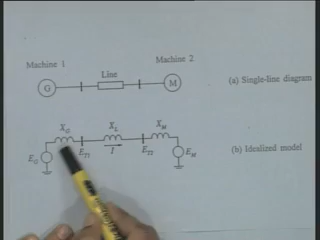 Machine 1
Machine 2
Line
G
M
(a) Single-line diagram
X_G
X_L
X_M
E_G
E_T1
I
E_T2
E_M
(b) Idealized model